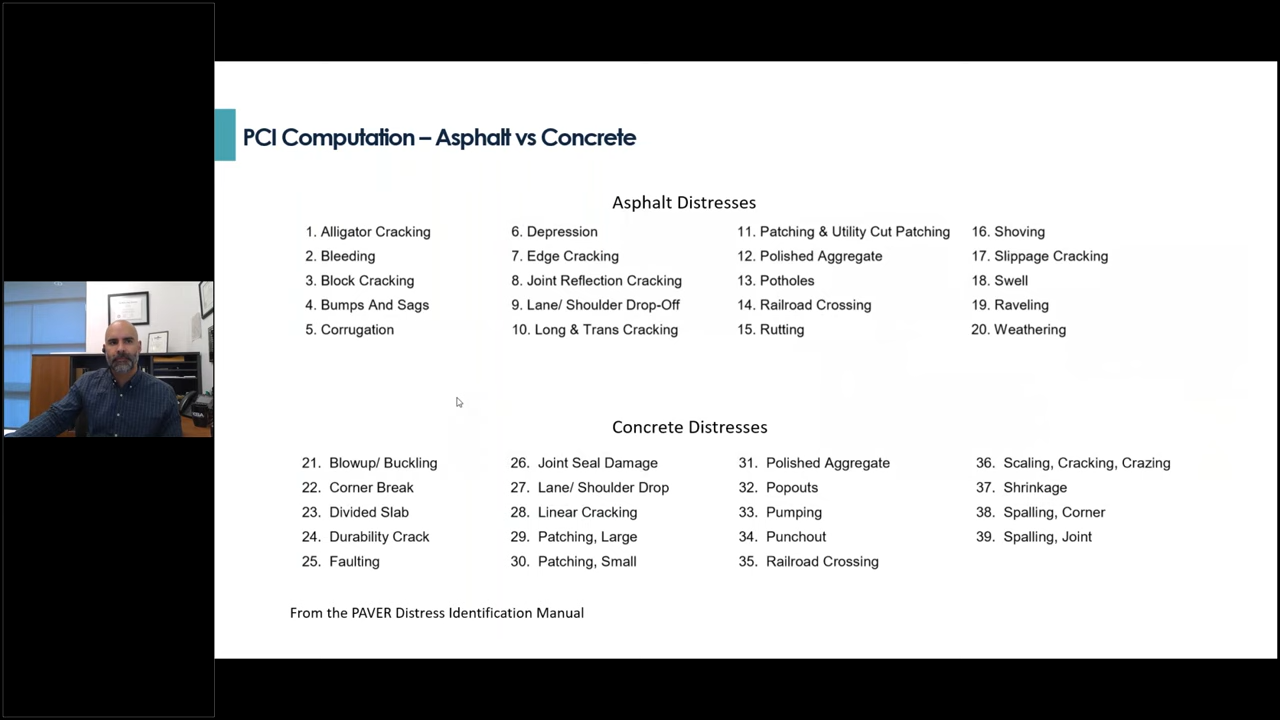 PCI Computation – Asphalt vs Concrete
Asphalt Distresses
1. Alligator Cracking
2. Bleeding
3. Block Cracking
4. Bumps And Sags
5. Corrugation
6. Depression
7. Edge Cracking
8. Joint Reflection Cracking
9. Lane/ Shoulder Drop-Off
10. Long & Trans Cracking
11. Patching & Utility Cut Patching
12. Polished Aggregate
13. Potholes
14. Railroad Crossing
15. Rutting
16. Shoving
17. Slippage Cracking
18. Swell
19. Raveling
20. Weathering
Concrete Distresses
21. Blowup/ Buckling
22. Corner Break
23. Divided Slab
24. Durability Crack
25. Faulting
26. Joint Seal Damage
27. Lane/ Shoulder Drop
28. Linear Cracking
29. Patching, Large
30. Patching, Small
31. Polished Aggregate
32. Popouts
33. Pumping
34. Punchout
35. Railroad Crossing
36. Scaling, Cracking, Crazing
37. Shrinkage
38. Spalling, Corner
39. Spalling, Joint
From the PAVER Distress Identification Manual